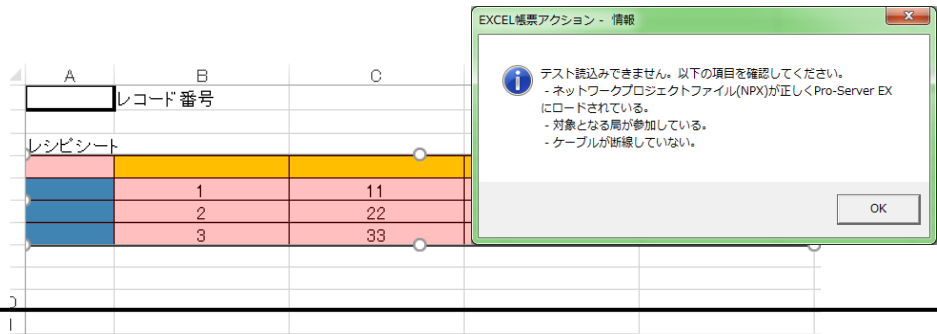 EXCEL帳票アクション - 情報
テスト読込みできません。以下の項目を確認してください。
- ネットワークプロジェクトファイル(NPX)が正しくPro-Server EX
にロードされている。
- 対象となる局が参加している。
- ケーブルが断線していない。
OK
A B C
レコード番号
レシピシート
1 11
2 22
3 33